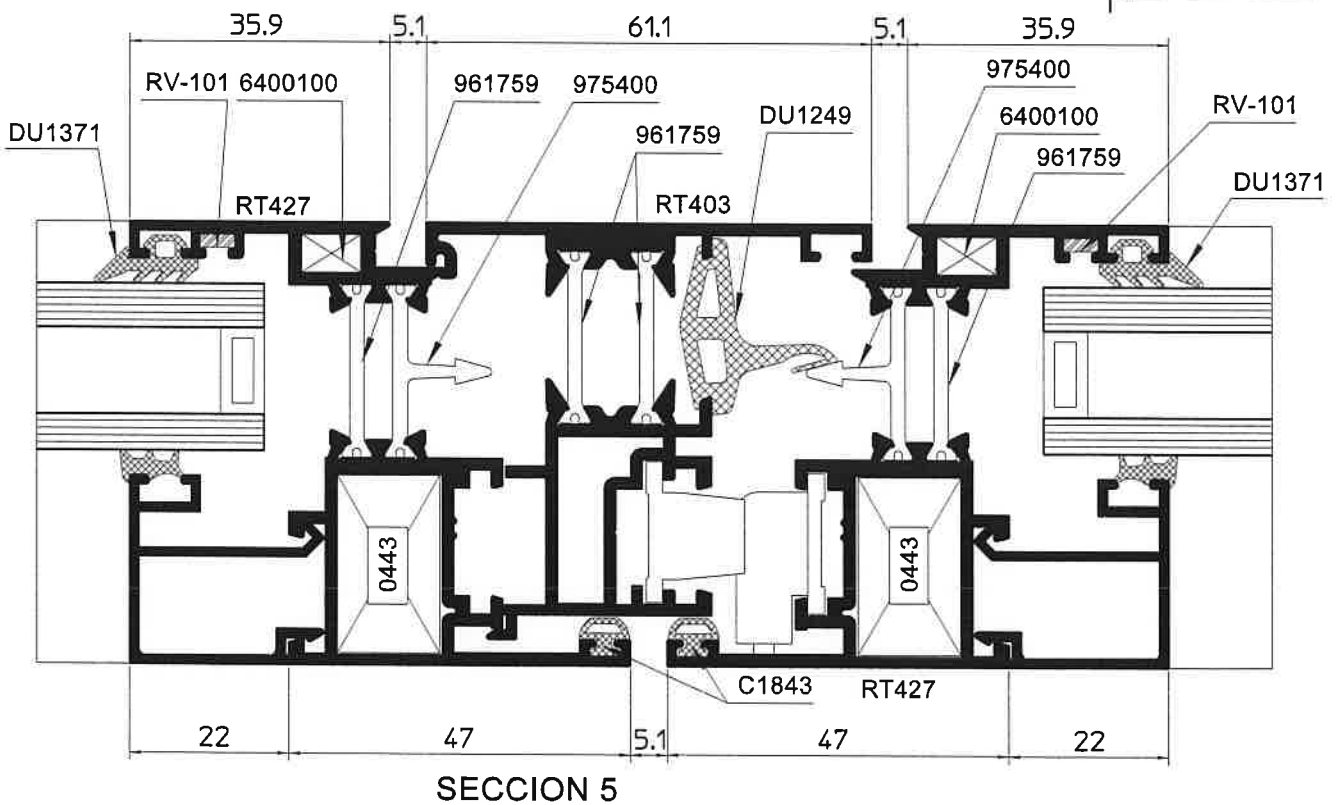 35.9 5.1 61.1 5.1 35.9
RV-101 6400100 961759 975400 975400
DU1371 961759 DU1249 6400100 RV-101
961759
DU1371
RT427 RT403
0443 0443
C1843 RT427
22 47 5.1 47 22
SECCION 5